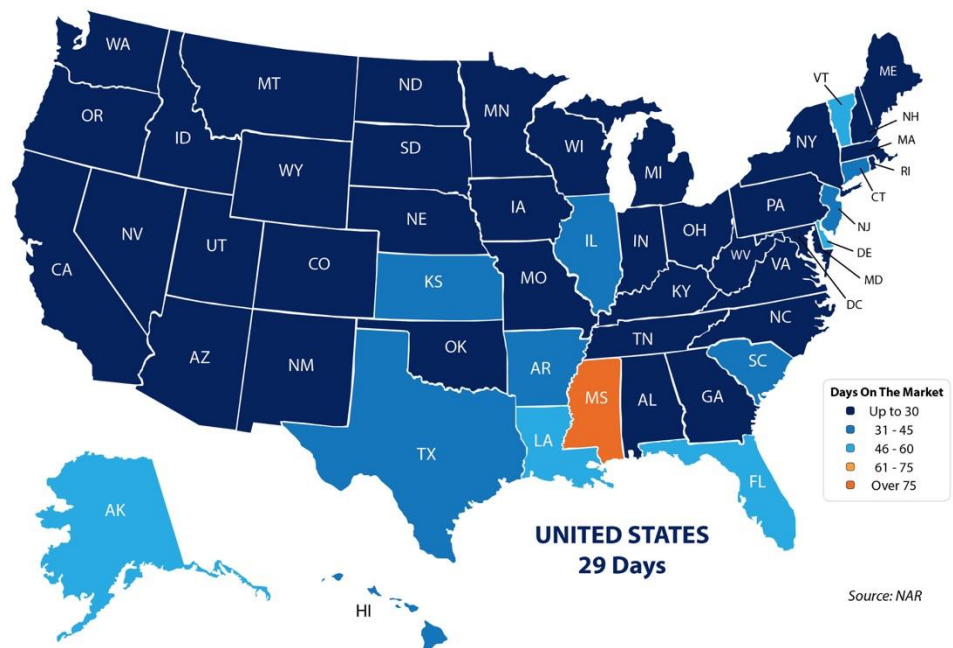 WA
MT
ND
MN
VT
ME
OR
ID
SD
WI
MI
NY
NH
MA
RI
CT
WY
NE
IA
PA
NJ
NV
UT
CO
IL
IN
OH
WV
VA
DE
MD
DC
CA
KS
MO
KY
NC
AZ
NM
OK
AR
TN
SC
TX
LA
MS
AL
GA
FL
AK
HI
Days On The Market
Up to 30
31 - 45
46 - 60
61 - 75
Over 75
UNITED STATES
29 Days
Source: NAR